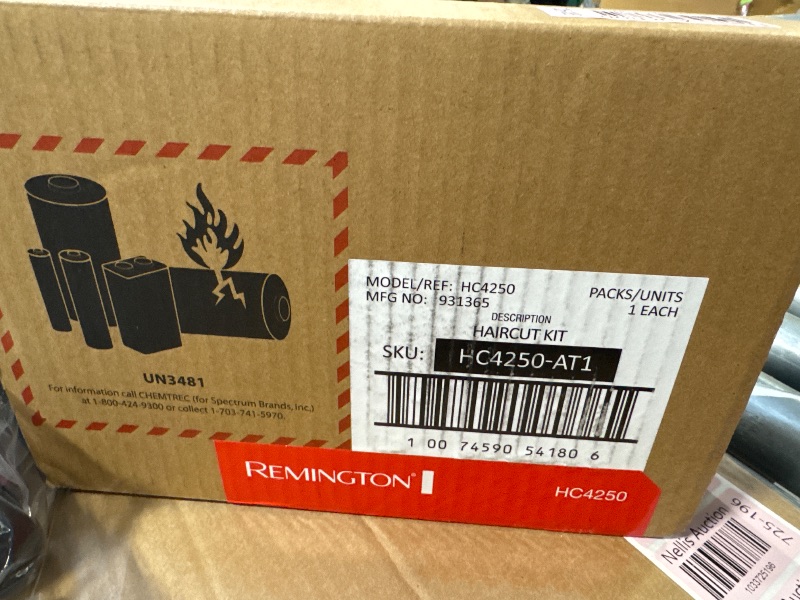 UN3481
For information call CHEMTREC (for Spectrum Brands, Inc.)
at 1-800-424-9300 or collect 1-703-741-5970.
MODEL/REF: HC4250
MFG NO: 931365
PACKS/UNITS
1 EACH
DESCRIPTION
HAIRCUT KIT
SKU: HC4250-AT1
1 00 74590 54180 6
REMINGTON®
HC4250
Nellis Auction
725-196
1033725196